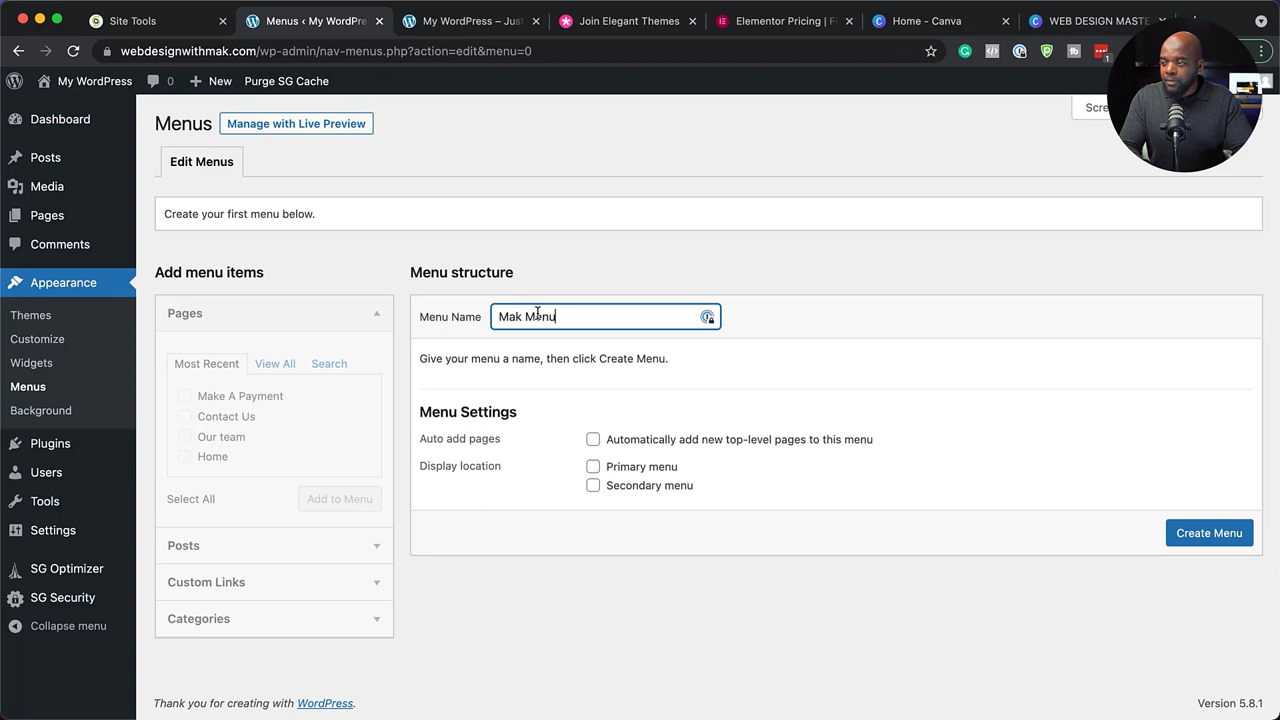 Site Tools
Menus ‹ My WordPre
My WordPress – Just
Join Elegant Themes
Elementor Pricing | F
Home - Canva
WEB DESIGN MASTE
webdesignwithmak.com/wp-admin/nav-menus.php?action=edit&menu=0
1
My WordPress
0
New
Purge SG Cache
Dashboard
Posts
Media
Pages
Comments
Appearance
Themes
Customize
Widgets
Menus
Background
Plugins
Users
Tools
Settings
SG Optimizer
SG Security
Collapse menu
Scre
Menus
Manage with Live Preview
Edit Menus
Create your first menu below.
Add menu items
Pages
Most Recent
View All
Search
Make A Payment
Contact Us
Our team
Home
Select All
Add to Menu
Posts
Custom Links
Categories
Menu structure
Menu Name
Mak Menu
Give your menu a name, then click Create Menu.
Menu Settings
Auto add pages
Automatically add new top-level pages to this menu
Display location
Primary menu
Secondary menu
Create Menu
Thank you for creating with WordPress.
Version 5.8.1